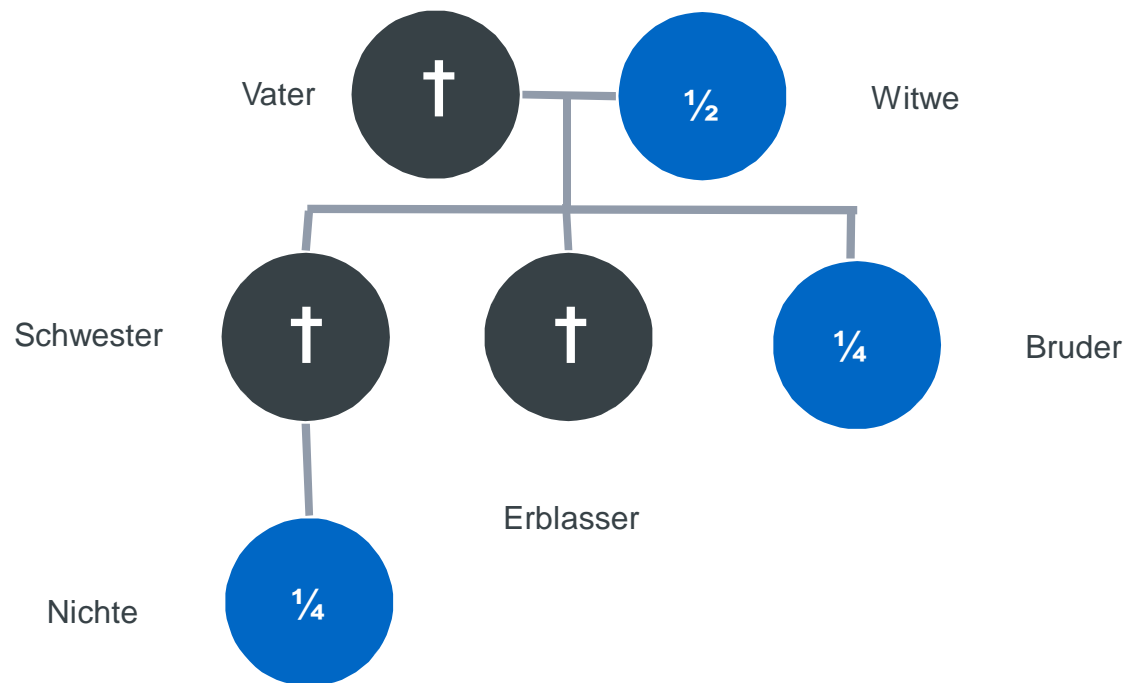 Vater
†
½
Witwe
Schwester
†
†
¼
Bruder
Erblasser
Nichte
¼